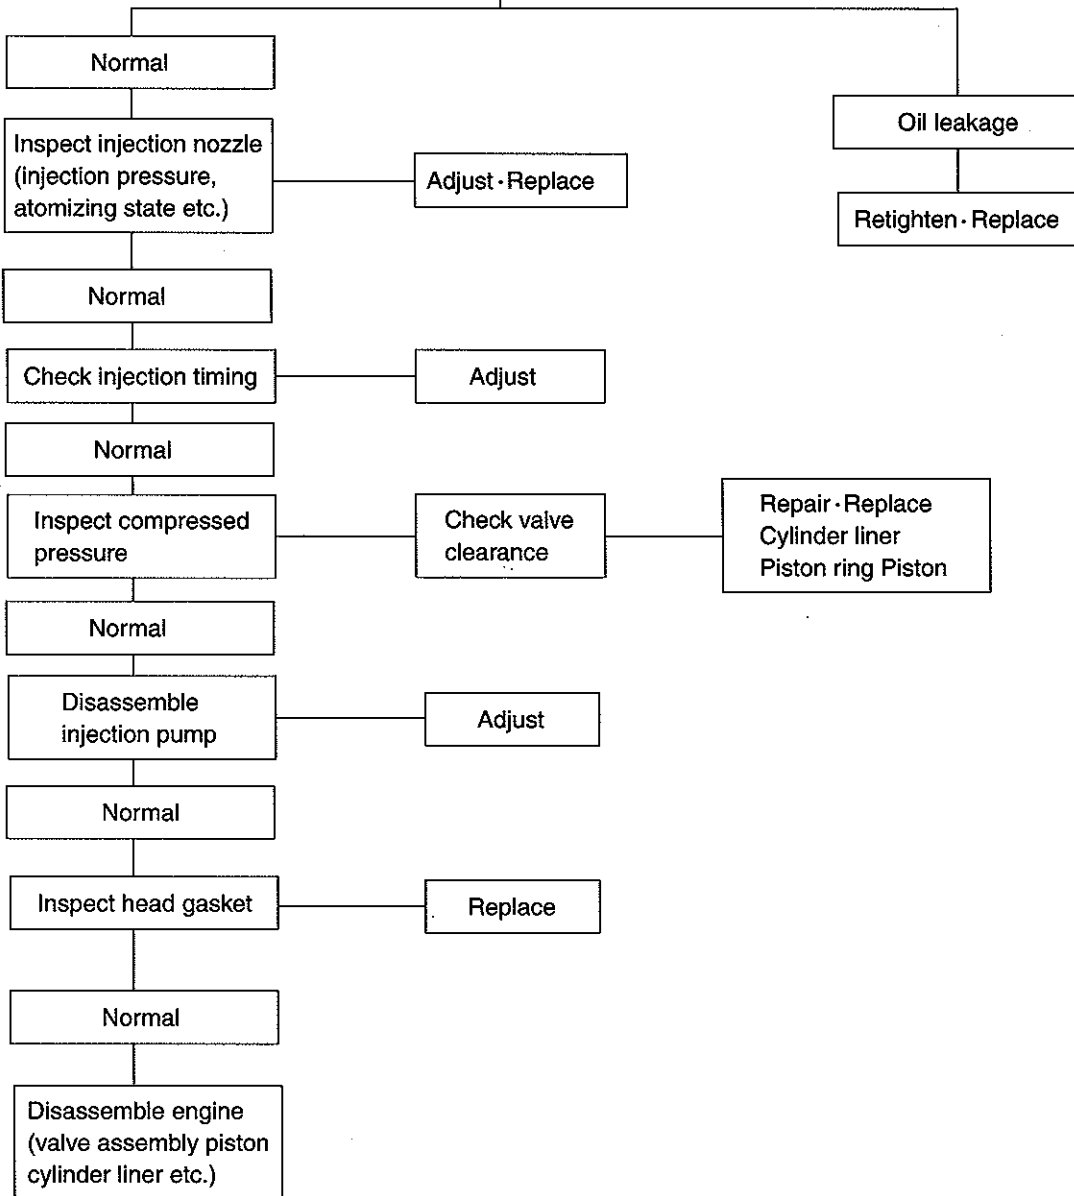 Normal
Oil leakage
Inspect injection nozzle
(injection pressure,
atomizing state etc.)
Adjust·Replace
Retighten·Replace
Normal
Check injection timing
Adjust
Normal
Inspect compressed
pressure
Check valve
clearance
Repair·Replace
Cylinder liner
Piston ring Piston
Normal
Disassemble
injection pump
Adjust
Normal
Inspect head gasket
Replace
Normal
Disassemble engine
(valve assembly piston
cylinder liner etc.)